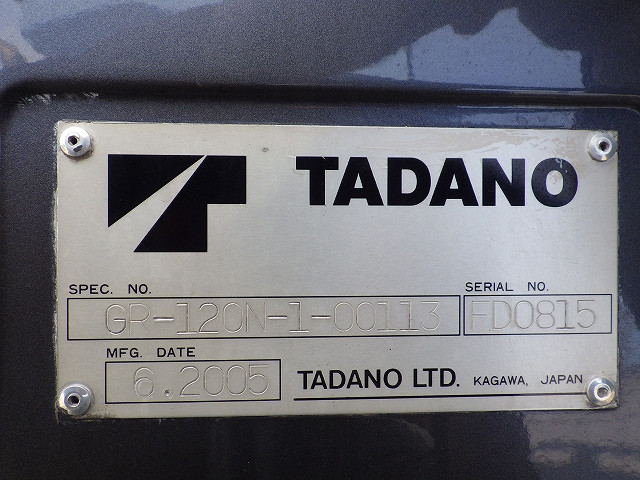 TADANO
SPEC. NO. SERIAL NO.
GR-120N-1-00113 FD0815
MFG. DATE
6.2005 TADANO LTD. KAGAWA, JAPAN